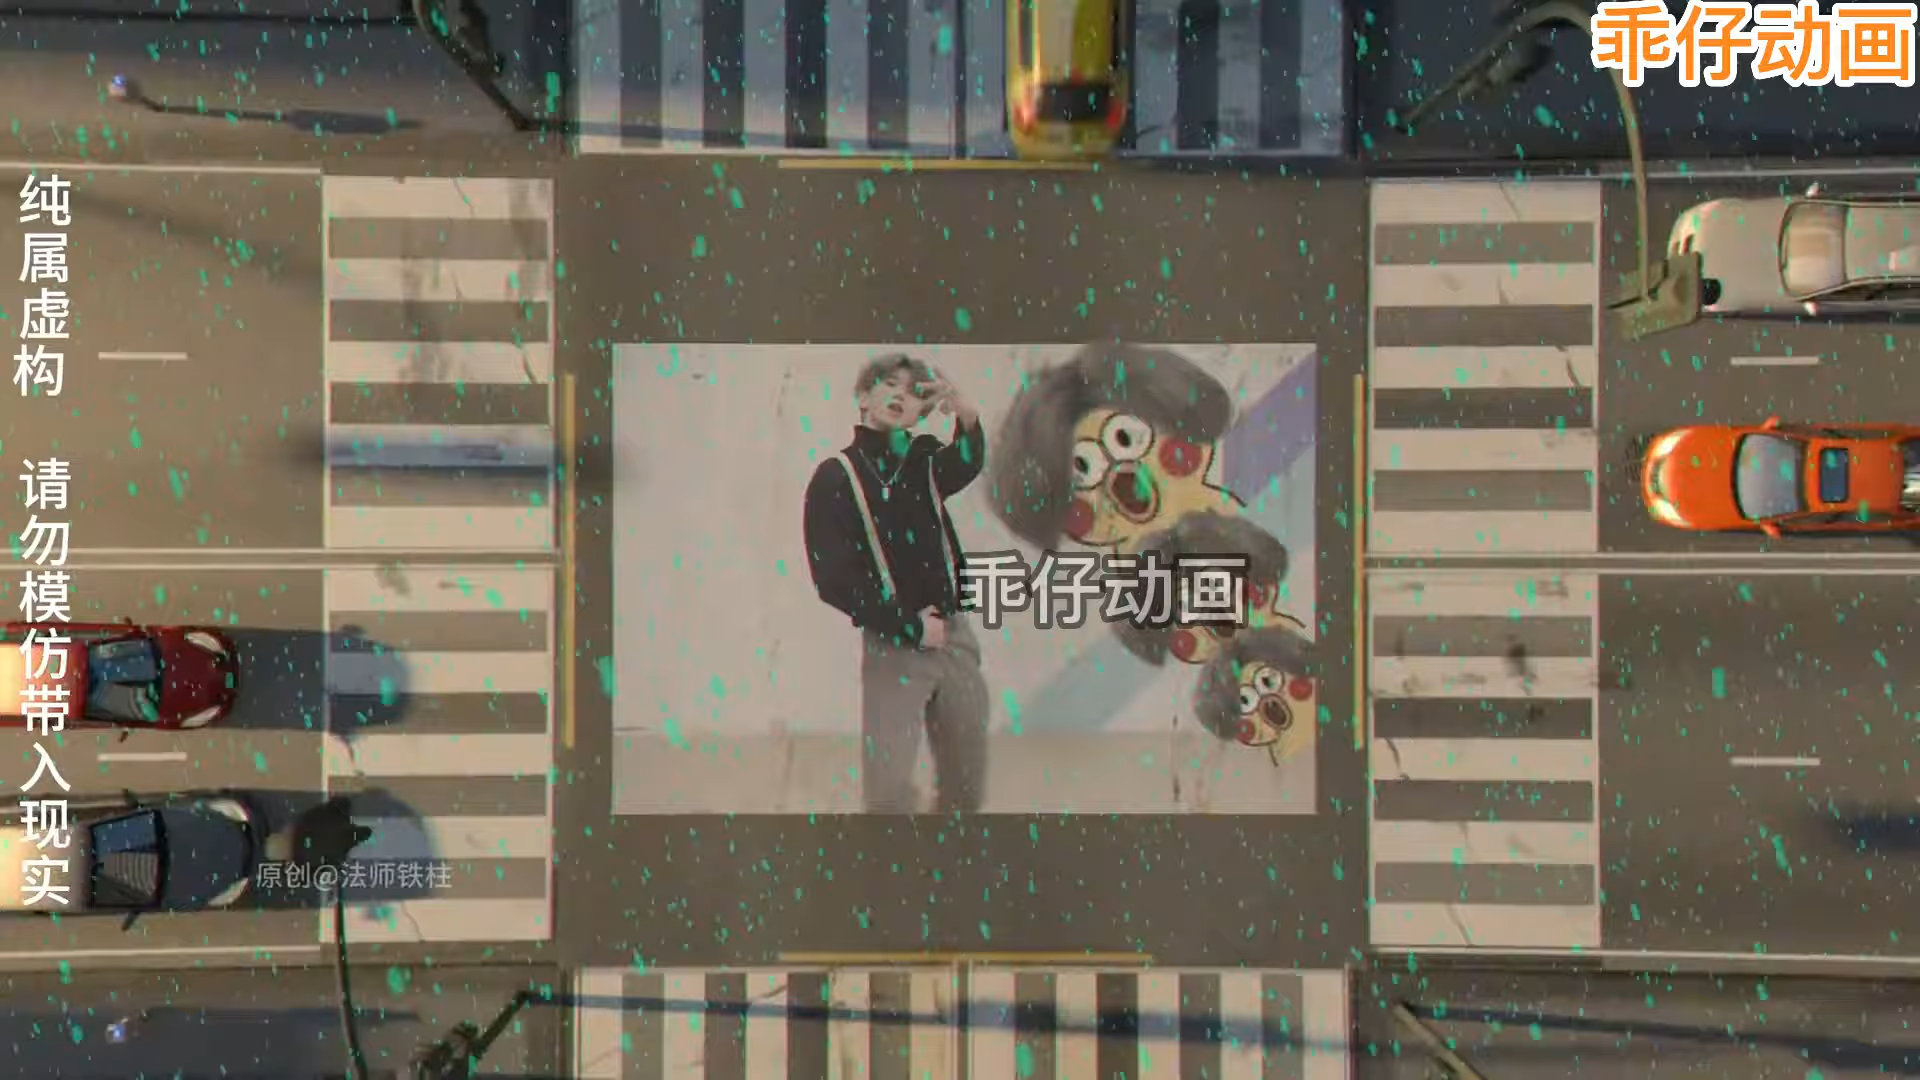 乖仔动画
纯属虚构 请勿模仿带入现实
乖仔动画
原创@法师铁柱